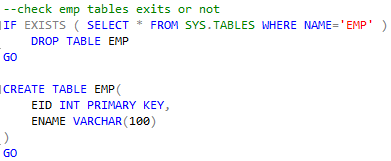 --check emp tables exits or not
IF EXISTS ( SELECT * FROM SYS.TABLES WHERE NAME='EMP' )
DROP TABLE EMP
GO
CREATE TABLE EMP(
EID INT PRIMARY KEY,
ENAME VARCHAR(100)
)
GO